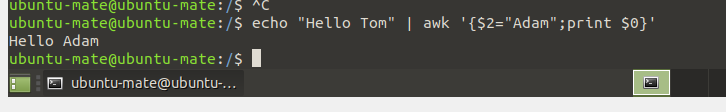 ubuntu-mate@ubuntu-mate:/$ ^C
ubuntu-mate@ubuntu-mate:/$ echo "Hello Tom" | awk '{$2="Adam";print $0}'
Hello Adam
ubuntu-mate@ubuntu-mate:/$
ubuntu-mate@ubuntu-...